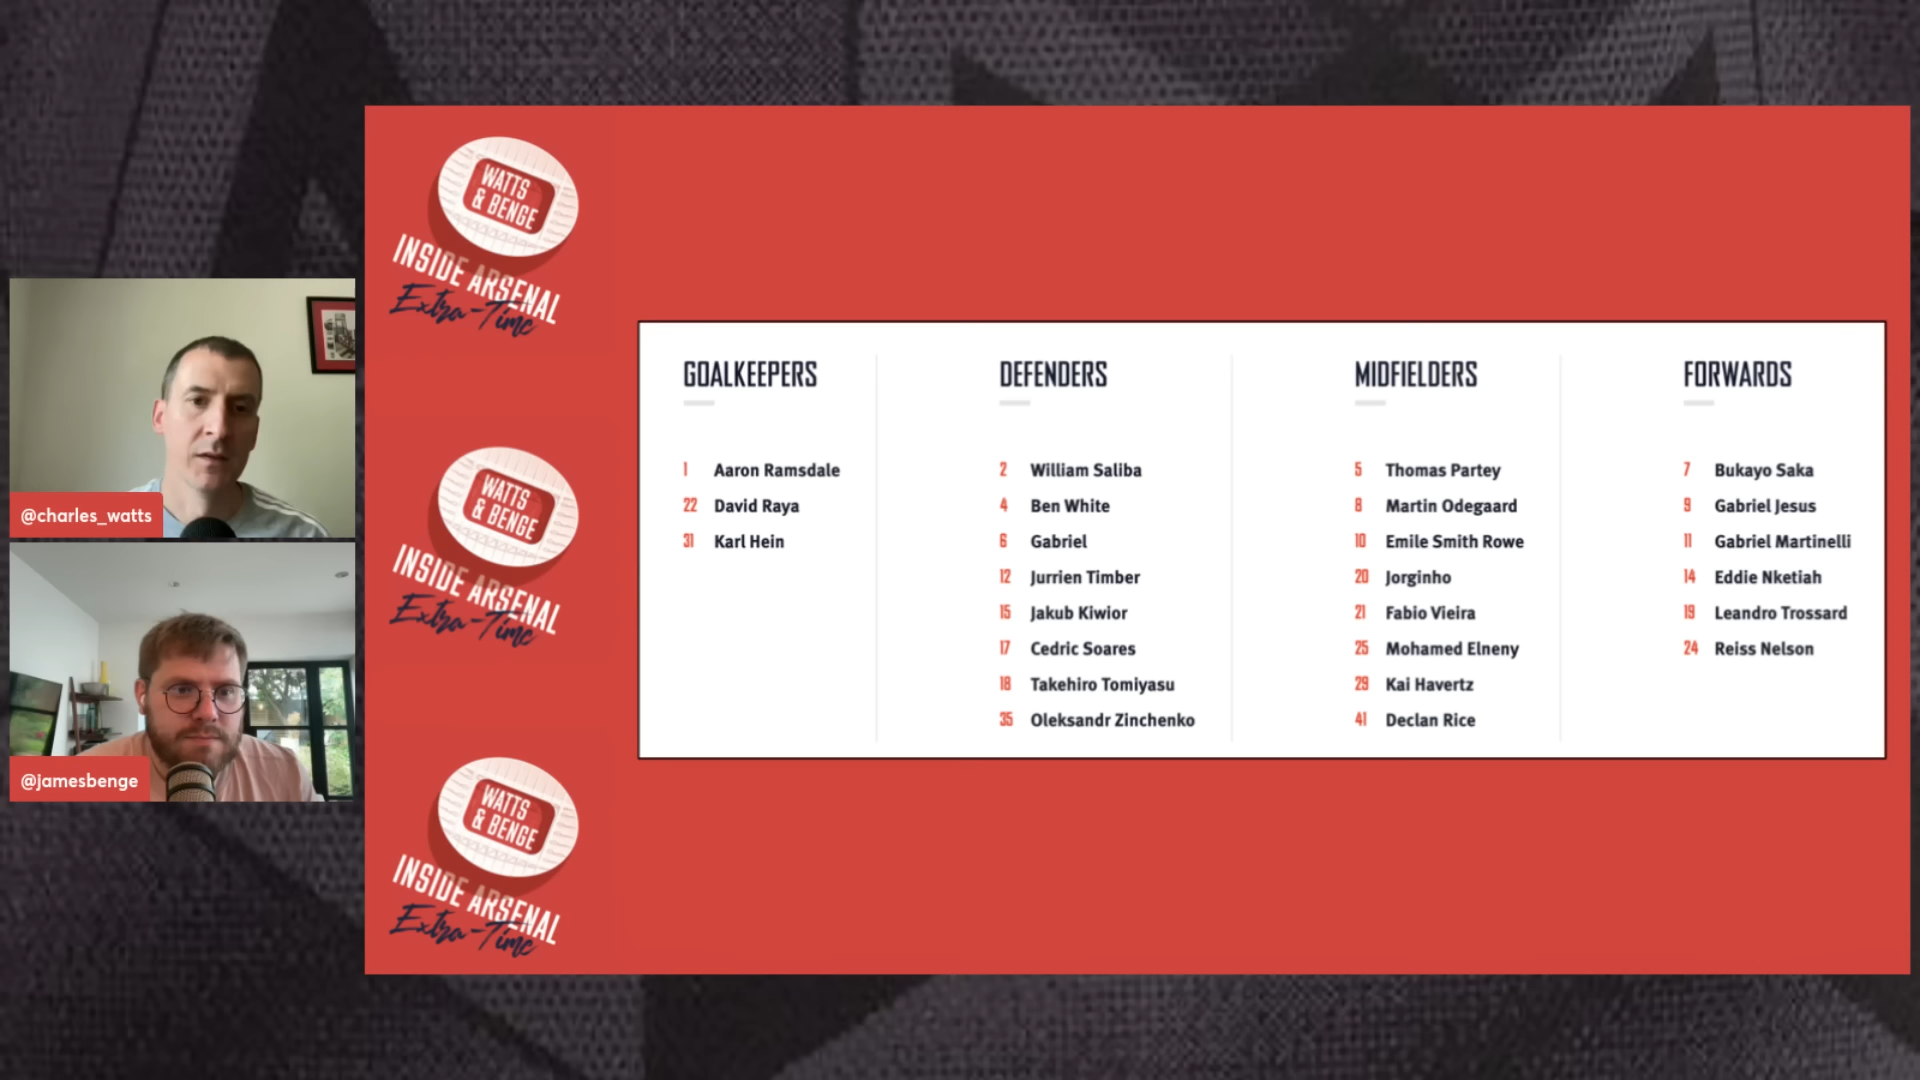 WATTS
& BENGE
INSIDE ARSENAL
Extra-Time
WATTS
& BENGE
INSIDE ARSENAL
Extra-Time
WATTS
& BENGE
INSIDE ARSENAL
Extra-Time
@charles_watts
@jamesbenge
GOALKEEPERS
1 Aaron Ramsdale
22 David Raya
31 Karl Hein
DEFENDERS
2 William Saliba
4 Ben White
6 Gabriel
12 Jurrien Timber
15 Jakub Kiwior
17 Cedric Soares
18 Takehiro Tomiyasu
35 Oleksandr Zinchenko
MIDFIELDERS
5 Thomas Partey
8 Martin Odegaard
10 Emile Smith Rowe
20 Jorginho
21 Fabio Vieira
25 Mohamed Elneny
29 Kai Havertz
41 Declan Rice
FORWARDS
7 Bukayo Saka
9 Gabriel Jesus
11 Gabriel Martinelli
14 Eddie Nketiah
19 Leandro Trossard
24 Reiss Nelson